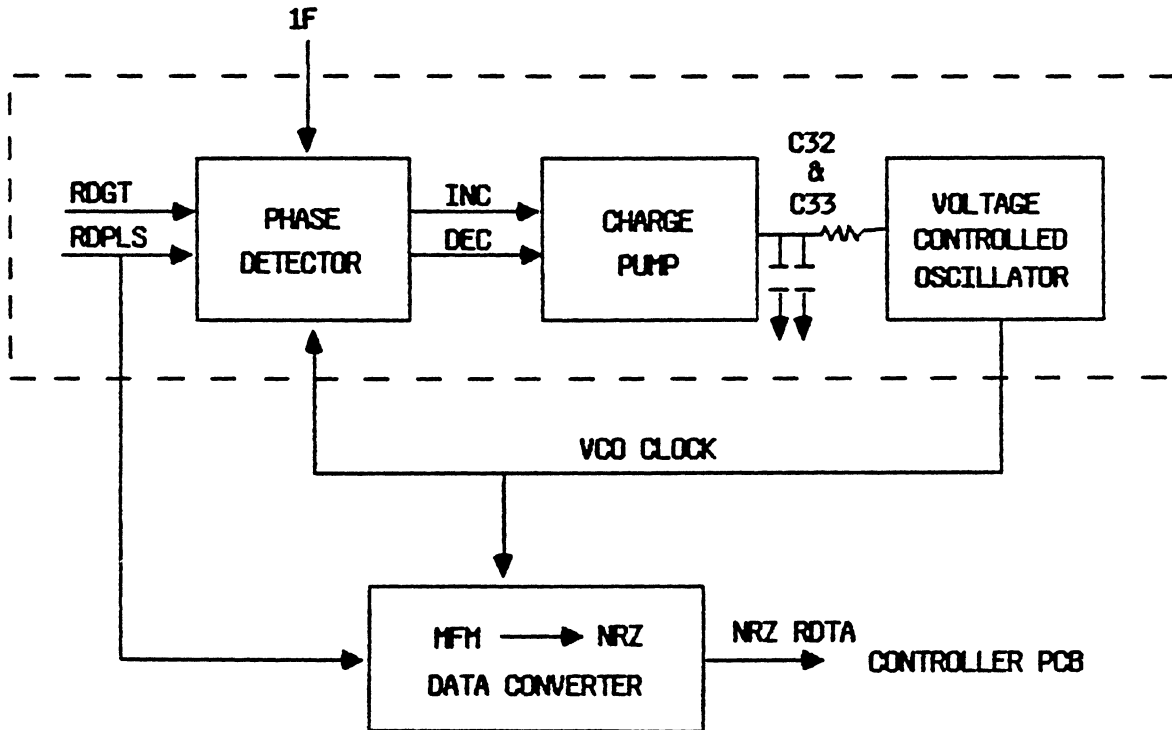 1F
RDGT
RDPLS
PHASE
DETECTOR
INC
DEC
CHARGE
PUMP
C32
&
C33
VOLTAGE
CONTROLLED
OSCILLATOR
VCO CLOCK
MFM NRZ
DATA CONVERTER
NRZ RDTA
CONTROLLER PCB